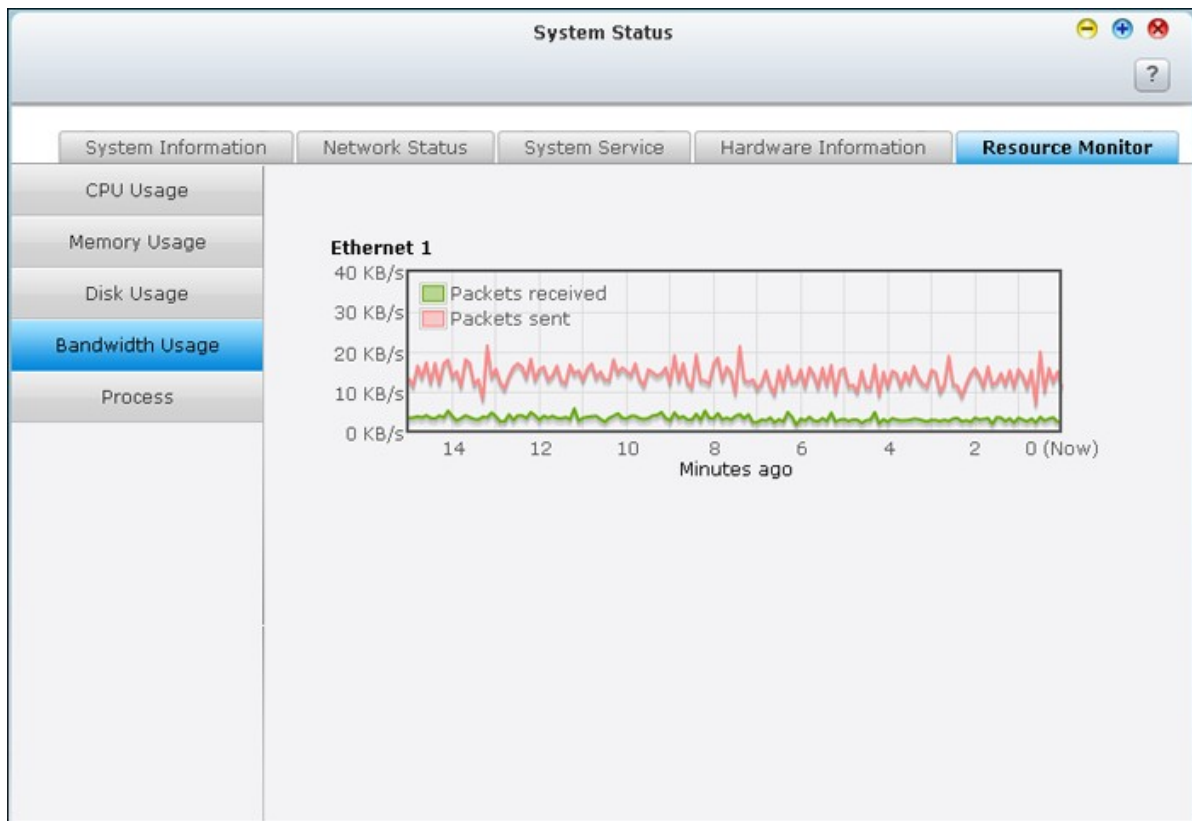 System Status
?
System Information Network Status System Service Hardware Information Resource Monitor
CPU Usage
Memory Usage
Disk Usage
Bandwidth Usage
Process
Ethernet 1
40 KB/s
30 KB/s
20 KB/s
10 KB/s
0 KB/s
Packets received
Packets sent
14 12 10 8 6 4 2 0 (Now)
Minutes ago